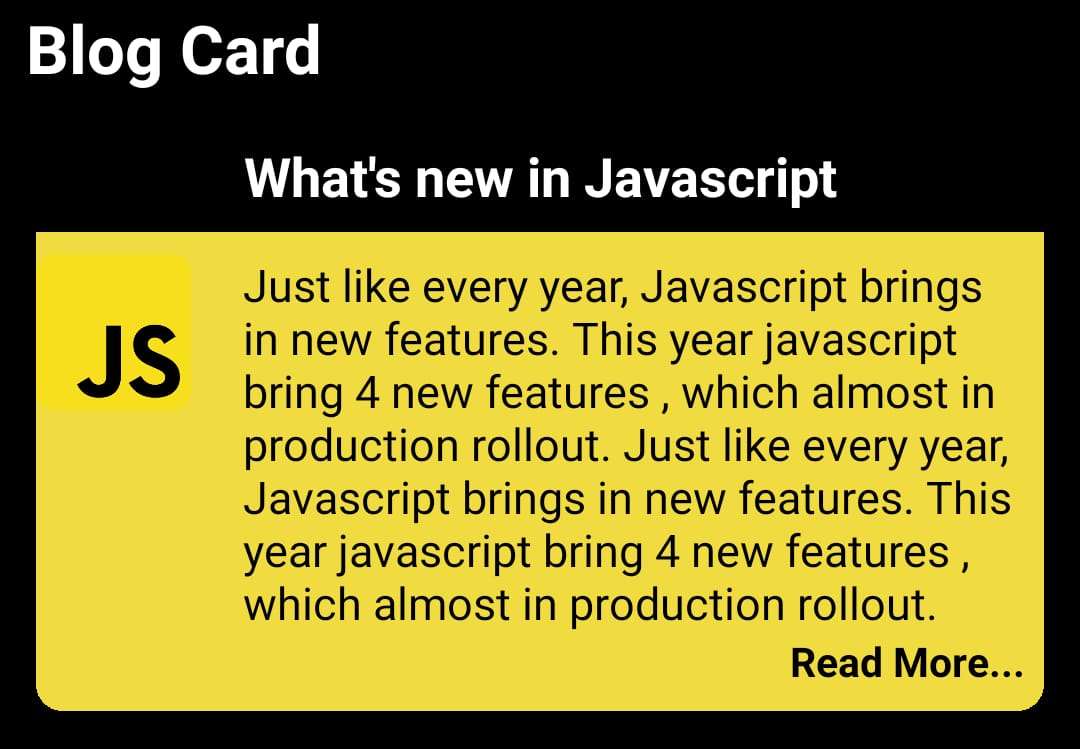 Blog Card
What's new in Javascript
JS
Just like every year, Javascript brings
in new features. This year javascript
bring 4 new features , which almost in
production rollout. Just like every year,
Javascript brings in new features. This
year javascript bring 4 new features ,
which almost in production rollout.
Read More...